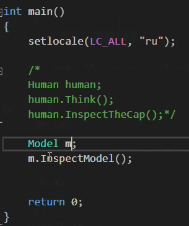 int main()
{
setlocale(LC_ALL, "ru");
/*
Human human;
human.Think();
human.InspectTheCap();*/
Model m;
m.InspectModel();
return 0;
}